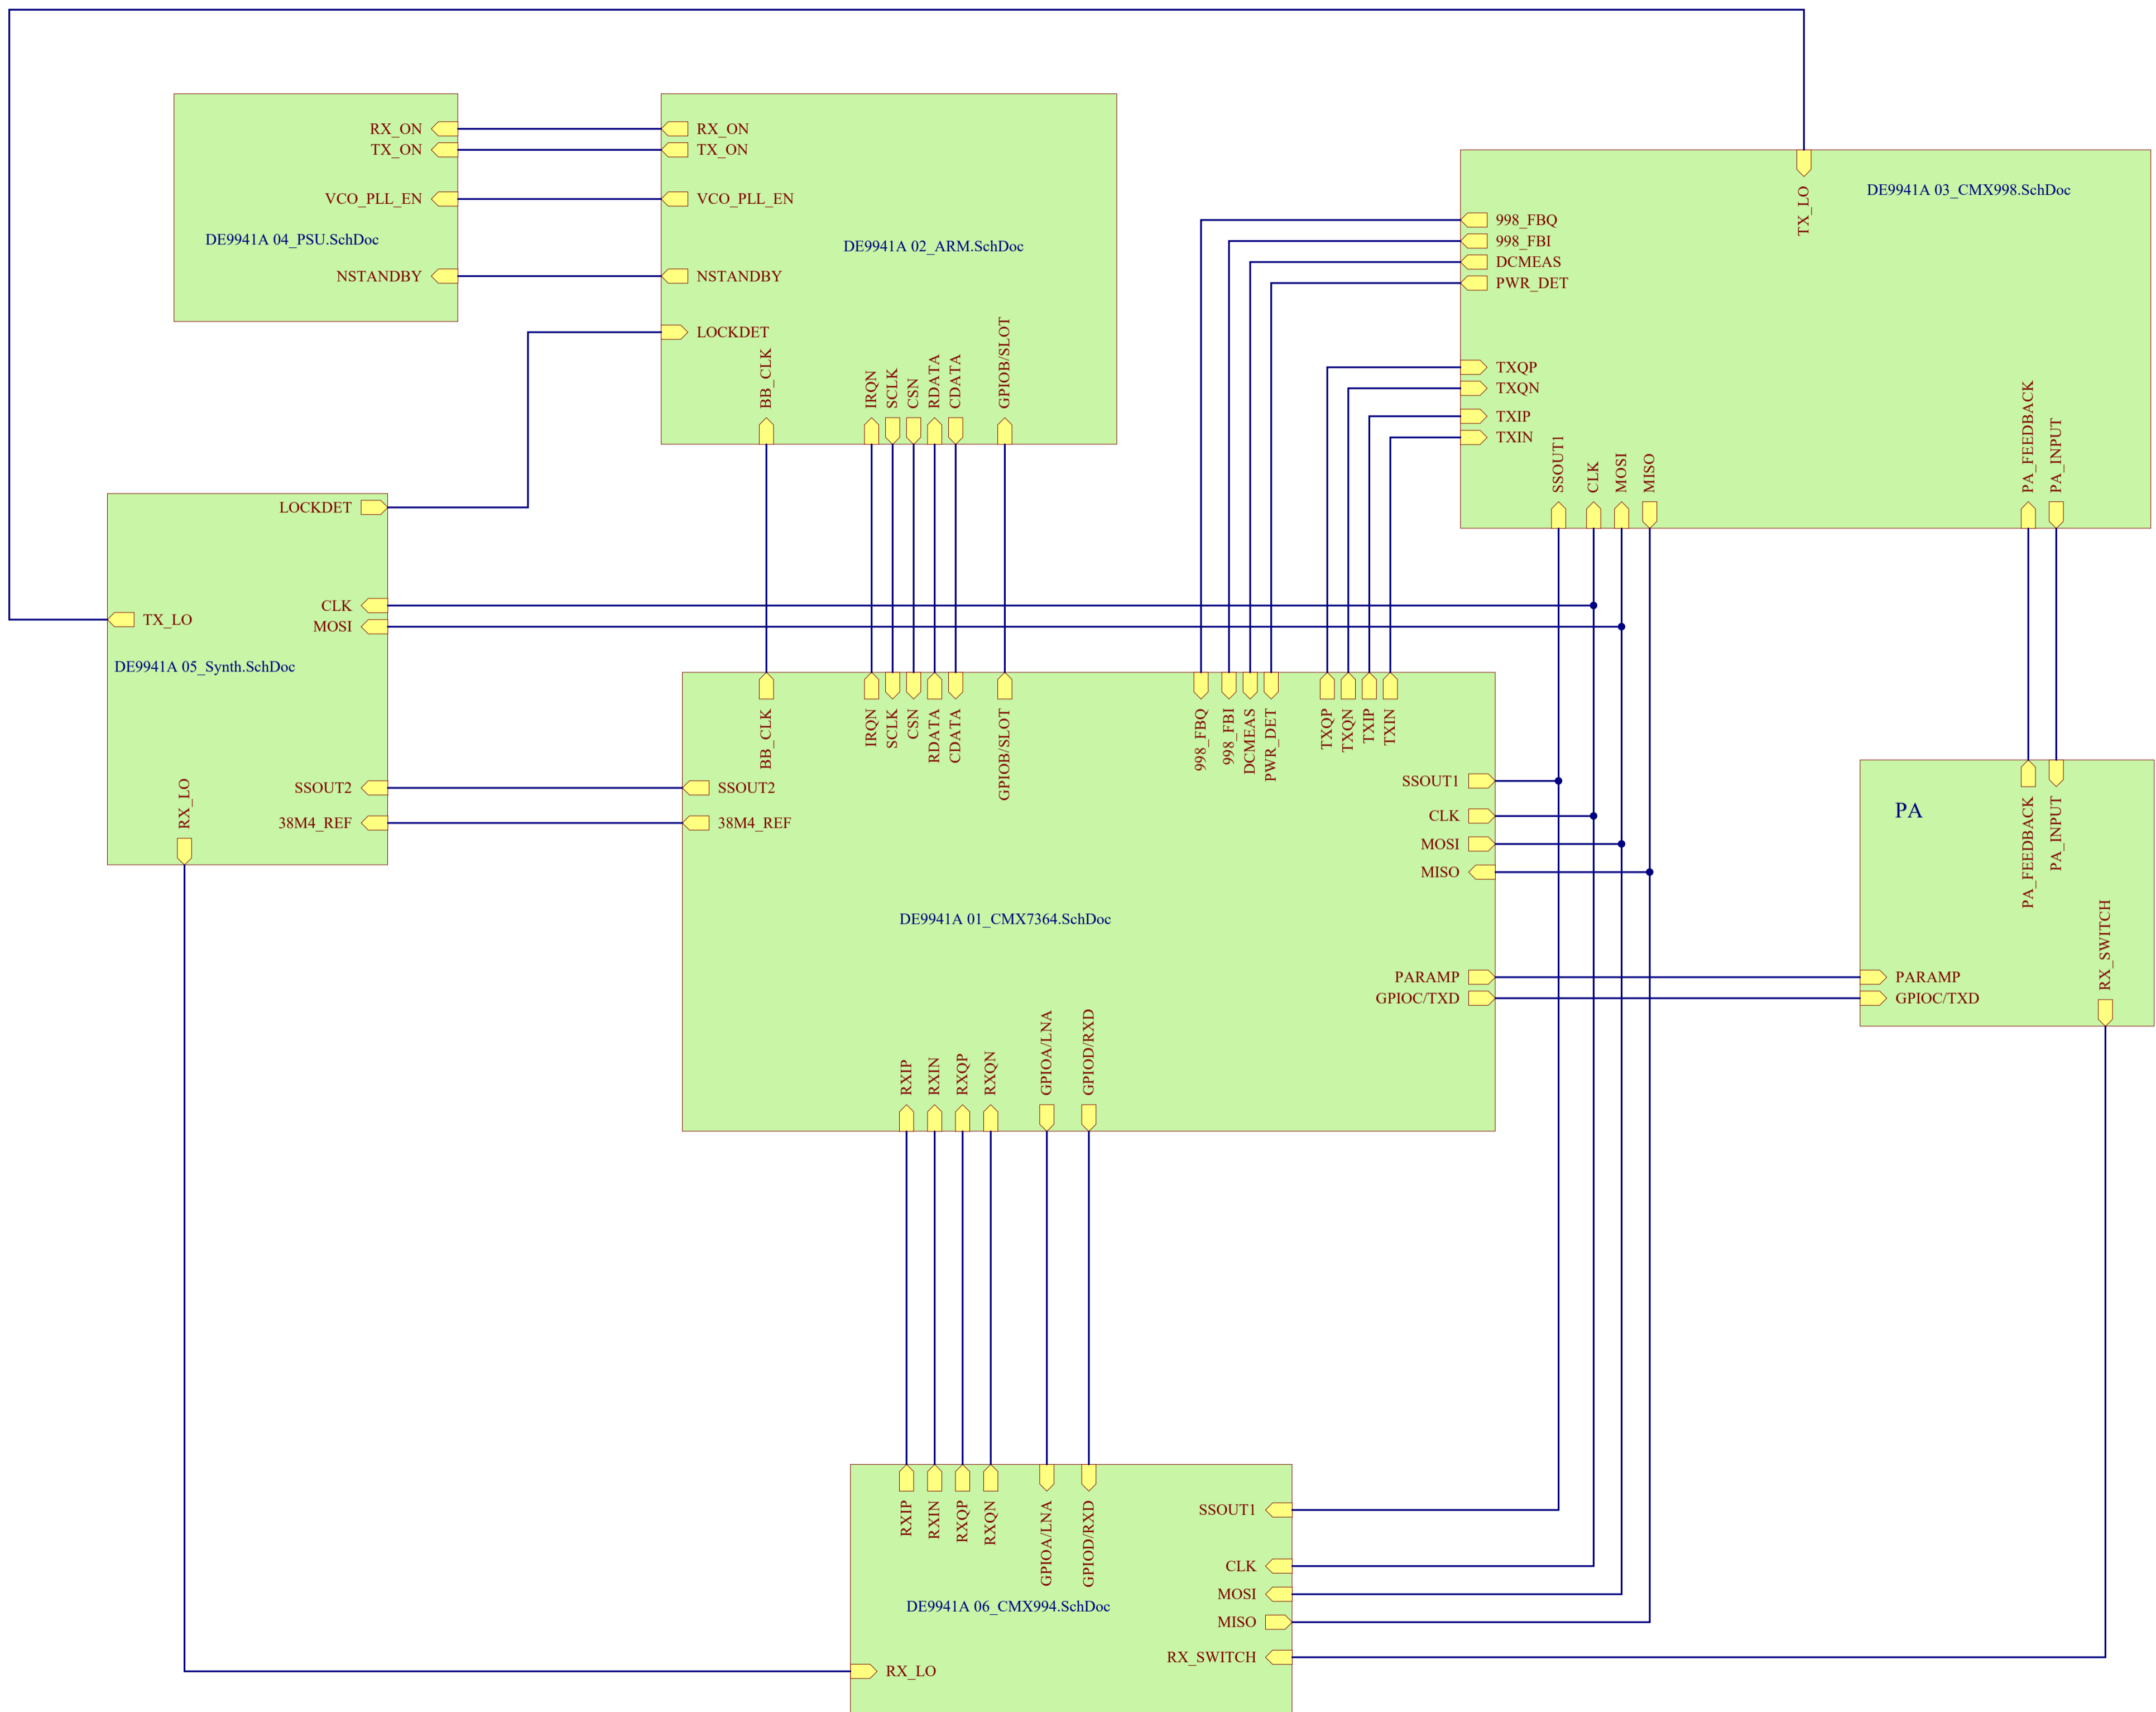 RX_ON
TX_ON
VCO_PLL_EN
DE9941A 04_PSU.SchDoc
NSTANDBY
RX_ON
TX_ON
VCO_PLL_EN
DE9941A 02_ARM.SchDoc
NSTANDBY
LOCKDET
BB_CLK
IRQN
SCLK
CSN
RDATA
CDATA
GPIOB/SLOT
TX_LO
DE9941A 03_CMX998.SchDoc
998_FBQ
998_FBI
DCMEAS
PWR_DET
TXQP
TXQN
TXIP
TXIN
SSOUT1
CLK
MOSI
MISO
PA_FEEDBACK
PA_INPUT
LOCKDET
CLK
TX_LO
MOSI
DE9941A 05_Synth.SchDoc
SSOUT2
38M4_REF
RX_LO
BB_CLK
IRQN
SCLK
CSN
RDATA
CDATA
GPIOB/SLOT
998_FBQ
998_FBI
DCMEAS
PWR_DET
TXQP
TXQN
TXIP
TXIN
SSOUT2
38M4_REF
SSOUT1
CLK
MOSI
MISO
DE9941A 01_CMX7364.SchDoc
PARAMP
GPIOC/TXD
RXIP
RXIN
RXQP
RXQN
GPIOA/LNA
GPIOD/RXD
PA
PA_FEEDBACK
PA_INPUT
RX_SWITCH
PARAMP
GPIOC/TXD
RXIP
RXIN
RXQP
RXQN
GPIOA/LNA
GPIOD/RXD
SSOUT1
CLK
MOSI
DE9941A 06_CMX994.SchDoc
MISO
RX_SWITCH
RX_LO